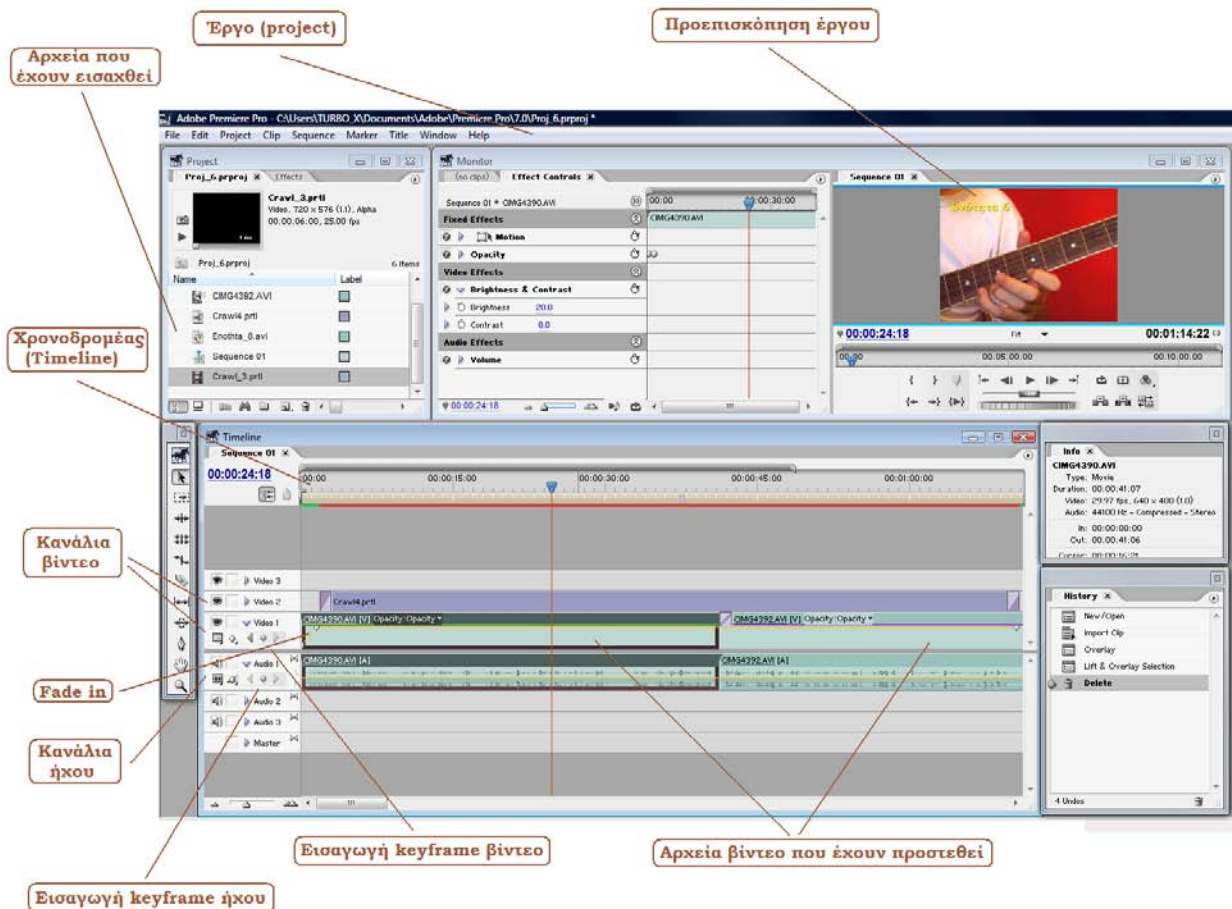 Έργο (project)
Προεπισκόπηση έργου
Αρχεία που
έχουν εισαχθεί
Adobe Premiere Pro - C:\Users\TURBO_X\Documents\Adobe\Premiere Pro\7.0\Proj_6.prproj *
File Edit Project Clip Sequence Marker Title Window Help
Project
Proj_6.prproj Effects
Crawl_3.prtl
Video, 720 x 576 (1.1), Alpha
00:00:06:00, 25.00 fps
Proj_6.prproj 6 Items
Name Label
CIMG4392.AVI
Crawl4.prtl
Enothta_6.avi
Sequence 01
Crawl_3.prtl
Monitor
(no clips) Effect Controls
Sequence 01 * CIMG4390.AVI 00:00 00:00:30:00
Fixed Effects CIMG4390.AVI
Motion
Opacity
Video Effects
Brightness & Contrast
Brightness 20.0
Contrast 0.0
Audio Effects
Volume
00:00:24:18
Sequence 01
Ενότητα 6
00:00:24:18 Fit 00:01:14:22
00:00 00:05:00:00 00:10:00:00
Χρονοδρομέας
(Timeline)
Timeline
Sequence 01
00:00:24:18 00:00 00:00:15:00 00:00:30:00 00:00:45:00 00:01:00:00
Κανάλια
βίντεο
Video 3
Video 2 Crawl4.prtl
Video 1 CIMG4390.AVI [V] Opacity:Opacity CIMG4392.AVI [V] Opacity:Opacity
Audio 1 CIMG4390.AVI [A] CIMG4392.AVI [A]
Audio 2
Audio 3
Master
Fade in
Κανάλια
ήχου
Info
CIMG4390.AVI
Type: Movie
Duration: 00:00:41:07
Video: 29.97 fps, 640 x 480 (1.0)
Audio: 44100 Hz - Compressed - Stereo
In: 00:00:00:00
Out: 00:00:41:06
Cursor: 00:00:16:21
History
New/Open
Import Clip
Overlay
Lift & Overlay Selection
Delete
4 Undos
Εισαγωγή keyframe βίντεο
Αρχεία βίντεο που έχουν προστεθεί
Εισαγωγή keyframe ήχου